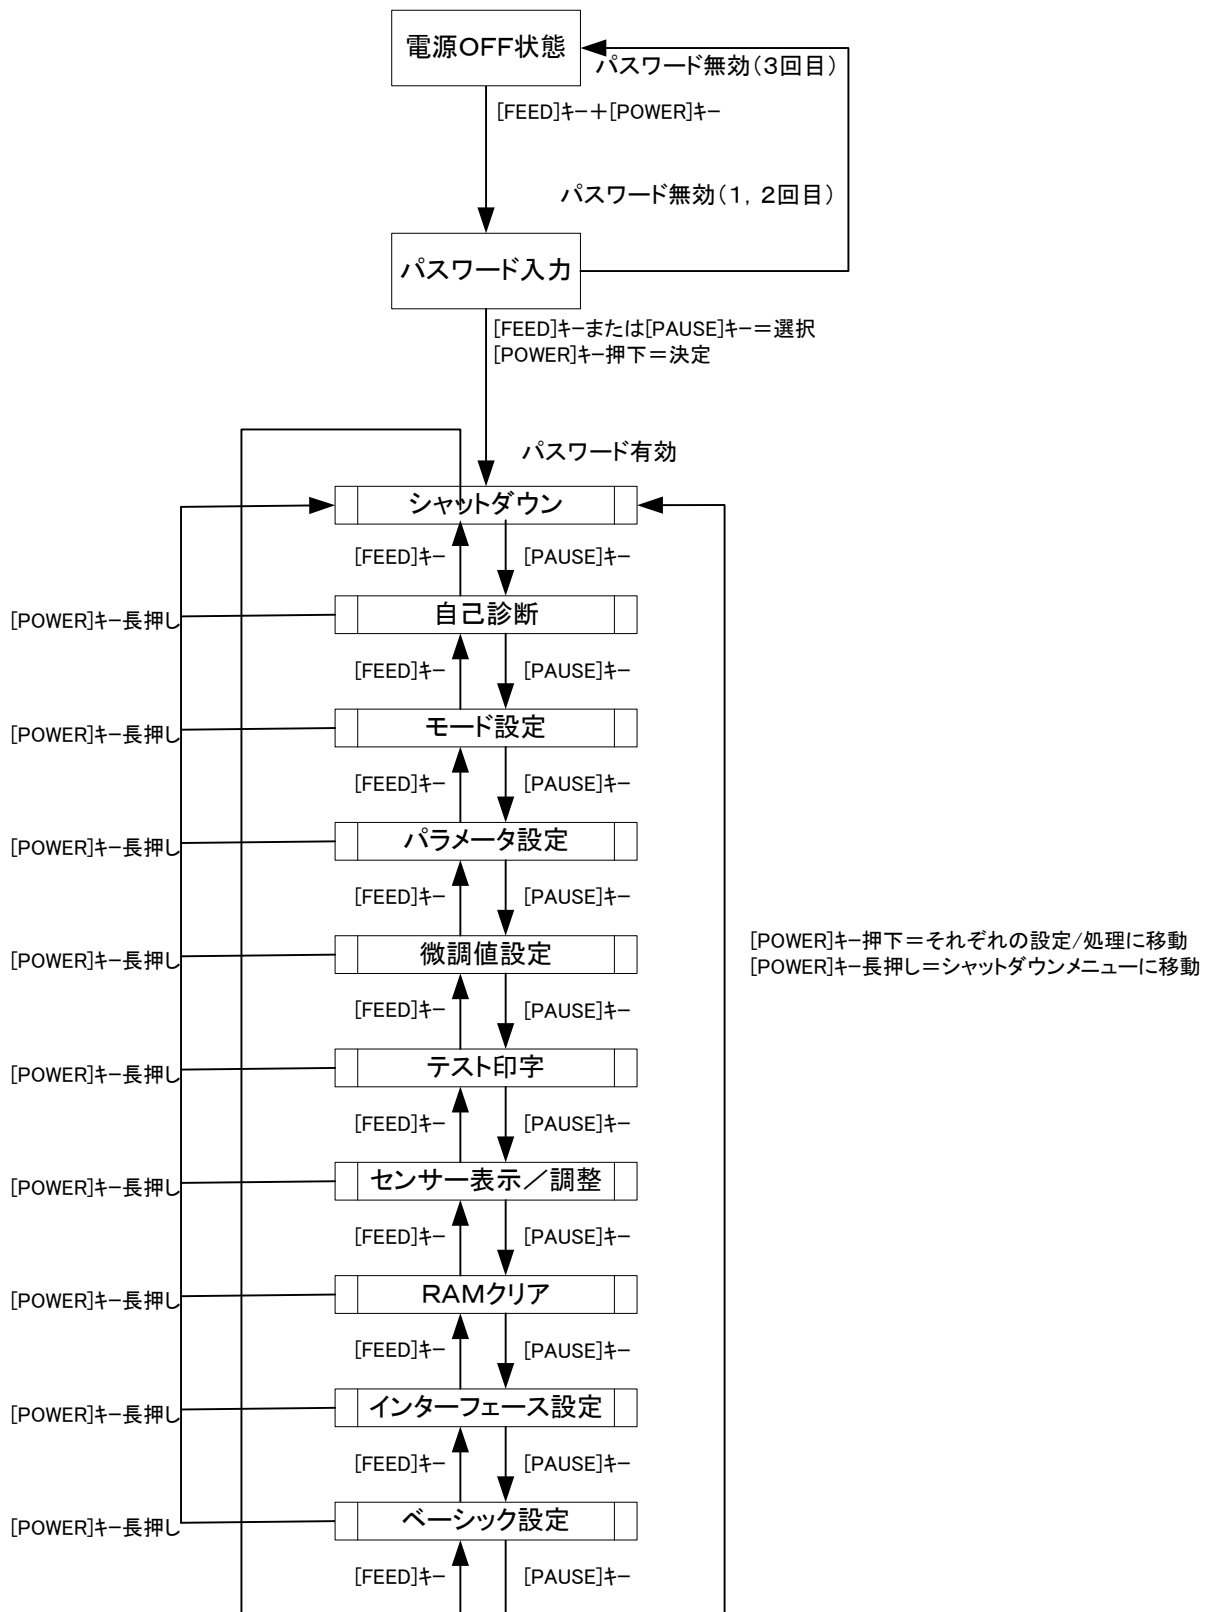 電源OFF状態
パスワード無効(3回目)
[FEED]キー+[POWER]キー
パスワード無効(1, 2回目)
パスワード入力
[FEED]キーまたは[PAUSE]キー=選択
[POWER]キー押下=決定
パスワード有効
シャットダウン
[FEED]キー
[PAUSE]キー
[POWER]キー長押し
自己診断
[FEED]キー
[PAUSE]キー
[POWER]キー長押し
モード設定
[FEED]キー
[PAUSE]キー
[POWER]キー長押し
パラメータ設定
[FEED]キー
[PAUSE]キー
[POWER]キー長押し
微調値設定
[POWER]キー押下=それぞれの設定/処理に移動
[POWER]キー長押し=シャットダウンメニューに移動
[FEED]キー
[PAUSE]キー
[POWER]キー長押し
テスト印字
[FEED]キー
[PAUSE]キー
[POWER]キー長押し
センサー表示/調整
[FEED]キー
[PAUSE]キー
[POWER]キー長押し
RAMクリア
[FEED]キー
[PAUSE]キー
[POWER]キー長押し
インターフェース設定
[FEED]キー
[PAUSE]キー
[POWER]キー長押し
ベーシック設定
[FEED]キー
[PAUSE]キー